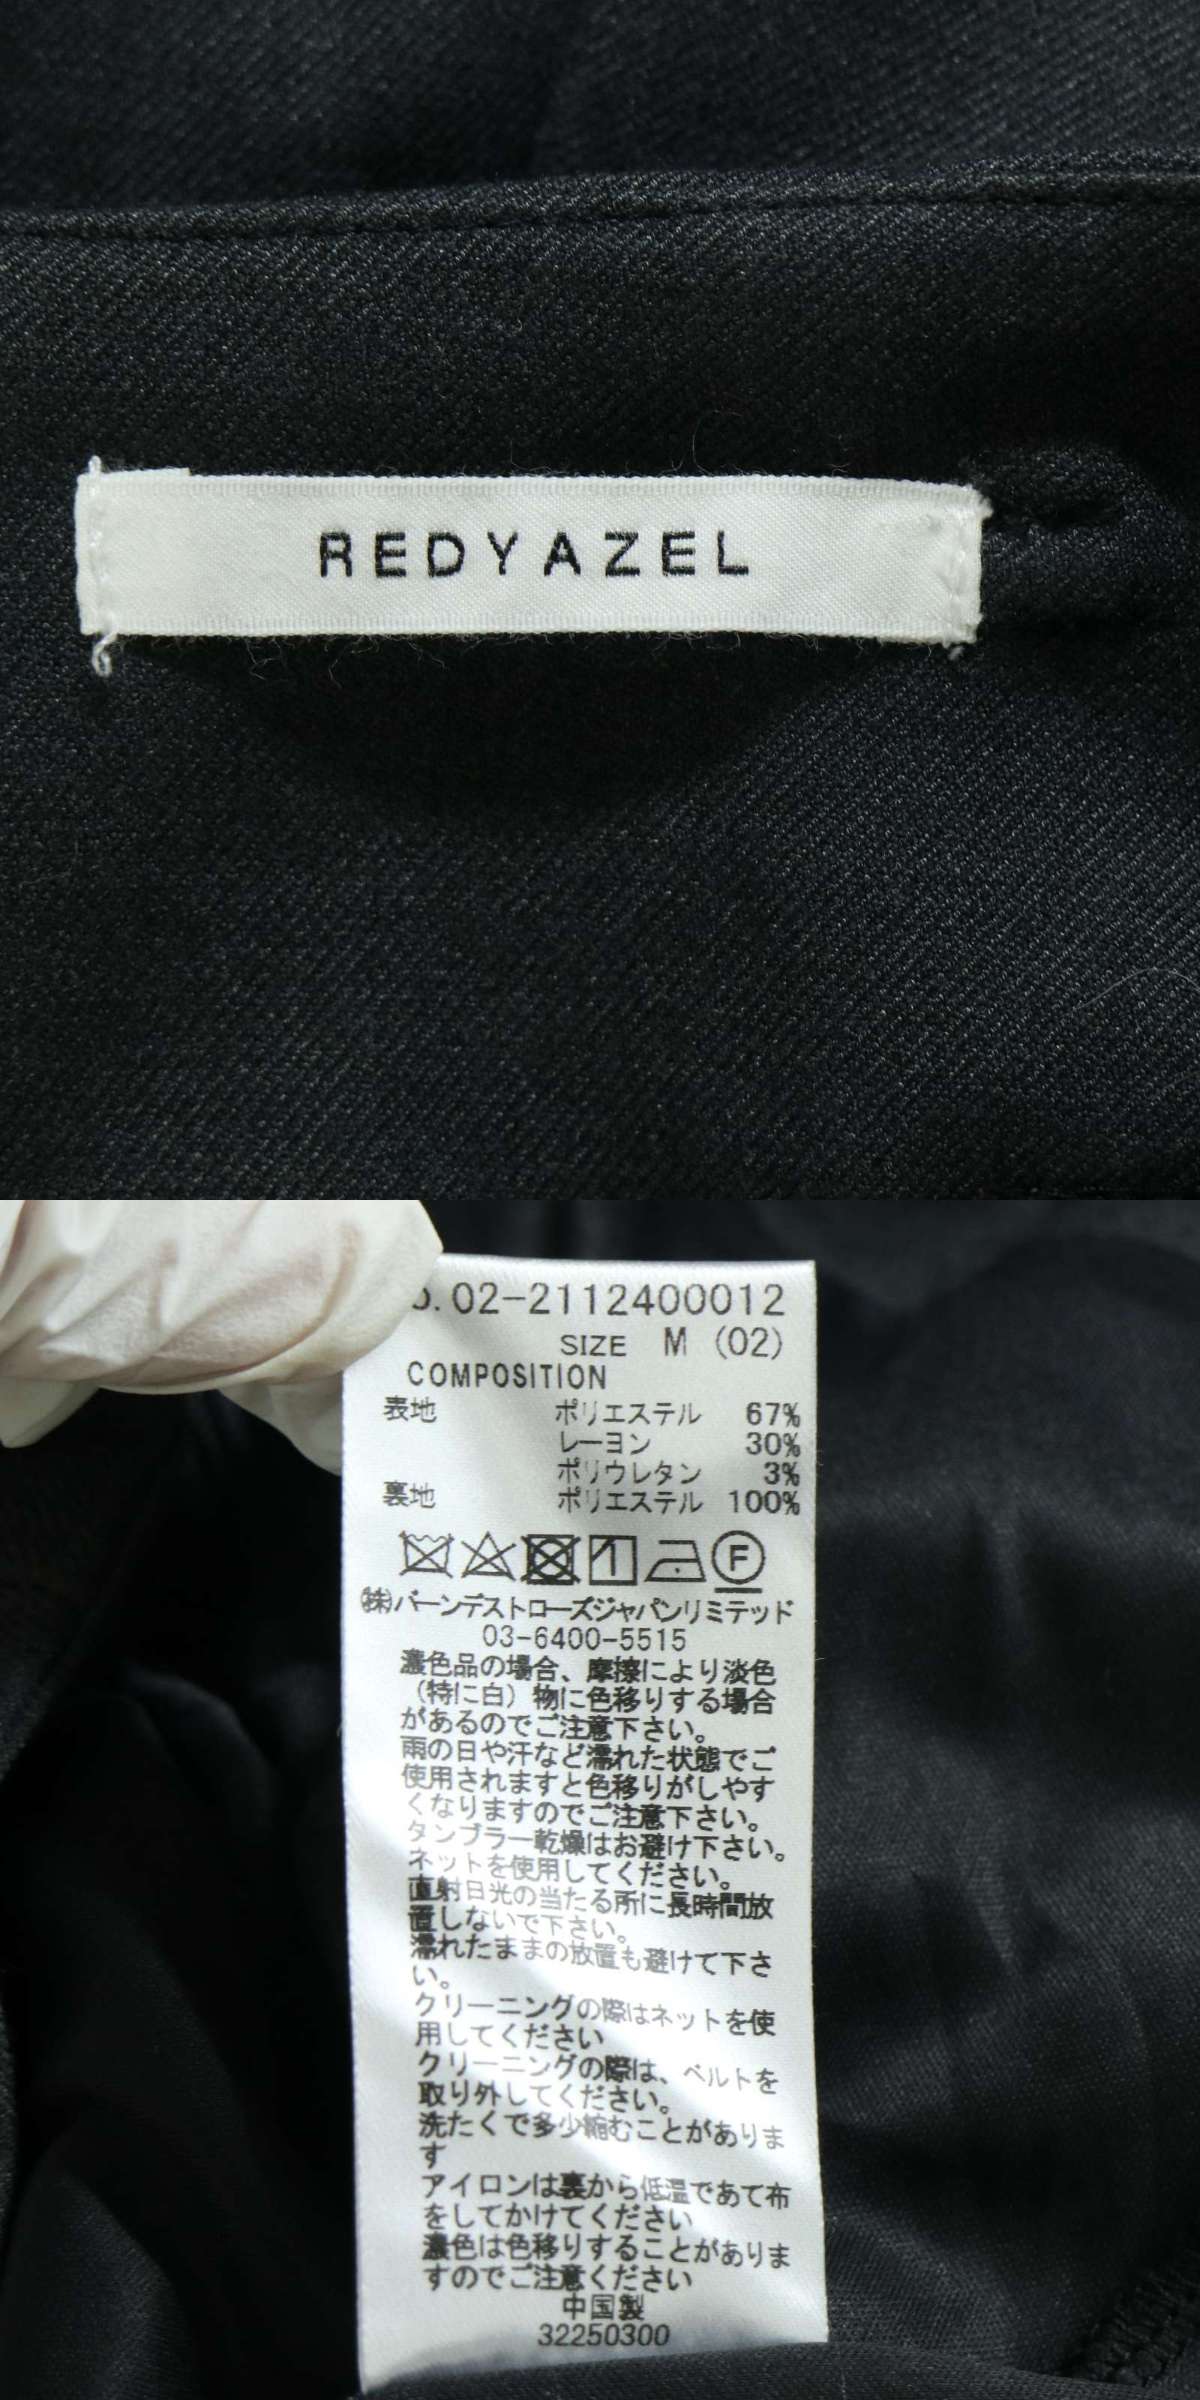 REDYAZEL
02-2112400012
SIZE M (02)
COMPOSITION
表地 ポリエステル 67%
レーヨン 30%
ポリウレタン 3%
裏地 ポリエステル 100%
F
㈱バーンデストローズジャパンリミテッド
03-6400-5515
濃色品の場合、摩擦により淡色
(特に白)物に色移りする場合
があるのでご注意下さい。
雨の日や汗など濡れた状態でご
使用されますと色移りがしやす
くなりますのでご注意下さい。
タンブラー乾燥はお避け下さい。
ネットを使用してください。
直射日光の当たる所に長時間放
置しないで下さい。
濡れたままの放置も避けて下さ
い。
クリーニングの際はネットを使
用してください
クリーニングの際は、ベルトを
取り外してください。
洗たくで多少縮むことがありま
す
アイロンは裏から低温であて布
をしてかけてください
濃色は色移りすることがありま
すのでご注意ください
中国製
32250300